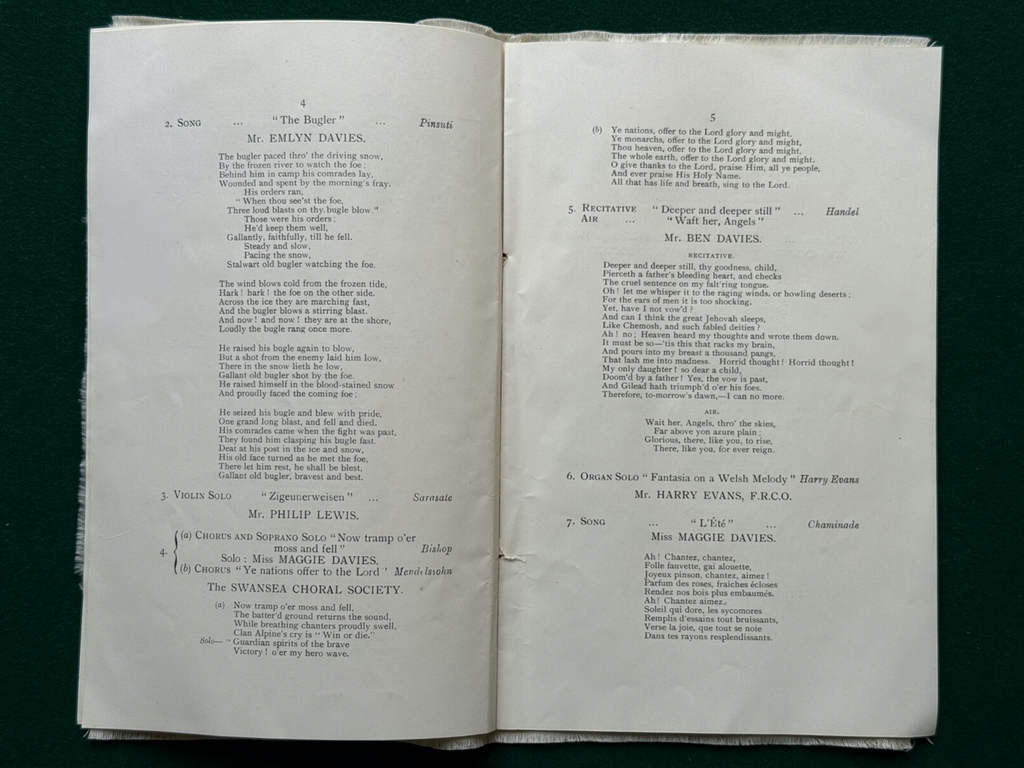 4
2. SONG ... "The Bugler" ... Pinsuti
Mr. EMLYN DAVIES.
The bugler paced thro' the driving snow,
By the frozen river to watch the foe;
Behind him in camp his comrades lay,
Wounded and spent by the morning's fray.
His orders ran,
"When thou see'st the foe,
Three loud blasts on thy bugle blow."
Those were his orders;
He'd keep them well,
Gallantly, faithfully, till he fell.
Steady and slow,
Pacing the snow,
Stalwart old bugler watching the foe.
The wind blows cold from the frozen tide,
Hark! hark! the foe on the other side.
Across the ice they are marching fast,
And the bugler blows a stirring blast.
And now! and now! they are at the shore,
Loudly the bugle rang once more.
He raised his bugle again to blow,
But a shot from the enemy laid him low,
There in the snow lieth be low,
Gallant old bugler shot by the foe.
He raised himself in the blood-stained snow
And proudly faced the coming foe;
He seized his bugle and blew with pride,
One grand long blast, and fell and died.
His comrades came when the fight was past,
They found him clasping his bugle fast.
Deat at his post in the ice and snow,
His old face turned as he met the foe,
There let him rest, he shall be blest,
Gallant old bugler, bravest and best.
3. VIOLIN SOLO "Zigeunerweisen" ... Sarasate
Mr. PHILIP LEWIS.
4. (a) CHORUS AND SOPRANO SOLO "Now tramp o'er
moss and fell" Bishop
Solo: Miss MAGGIE DAVIES.
(b) CHORUS "Ye nations offer to the Lord' Mendelssohn
The SWANSEA CHORAL SOCIETY.
(a) Now tramp o'er moss and fell,
The batter'd ground returns the sound,
While breathing chanters proudly swell,
Clan Alpine's cry is "Win or die."
Solo—"Guardian spirits of the brave
Victory! o'er my hero wave.
5
(b) Ye nations, offer to the Lord glory and might,
Ye monarchs, offer to the Lord glory and might,
Thou heaven, offer to the Lord glory and might,
The whole earth, offer to the Lord glory and might.
O give thanks to the Lord, praise Him, all ye people,
And ever praise His Holy Name.
All that has life and breath, sing to the Lord.
5. RECITATIVE "Deeper and deeper still" ... Handel
AIR ... "Waft her, Angels"
Mr. BEN DAVIES.
RECITATIVE.
Deeper and deeper still, thy goodness, child,
Pierceth a father's bleeding heart, and checks
The cruel sentence on my falt'ring tongue.
Oh! let me whisper it to the raging winds, or howling deserts;
For the ears of men it is too shocking.
Yet, have I not vow'd?
And can I think the great Jehovah sleeps,
Like Chemosh, and such fabled deities?
Ah! no; Heaven heard my thoughts and wrote them down.
It must be so—'tis this that racks my brain,
And pours into my breast a thousand pangs,
That lash me into madness. Horrid thought! Horrid thought!
My only daughter! so dear a child,
Doom'd by a father! Yes, the vow is past,
And Gilead hath triumph'd o'er his foes.
Therefore, to-morrow's dawn,—I can no more.
AIR.
Wait her, Angels, thro' the skies,
Far above yon azure plain;
Glorious, there, like you, to rise,
There, like you, for ever reign.
6. ORGAN SOLO "Fantasia on a Welsh Melody" Harry Evans
Mr. HARRY EVANS, F.R.C.O.
7. SONG ... "L'Été" ... Chaminade
Miss MAGGIE DAVIES.
Ah! Chantez, chantez,
Folle fauvette, gai alouette,
Joyeux pinson, chantez, aimez!
Parfum des roses, fraiches écloses
Rendez nos bois plus embaumés.
Ah! Chantez aimez.
Soleil qui dore, les sycomores
Remplis d'essains tout bruissants,
Verse la joie, que tout se noie
Dans tes rayons resplendissants.